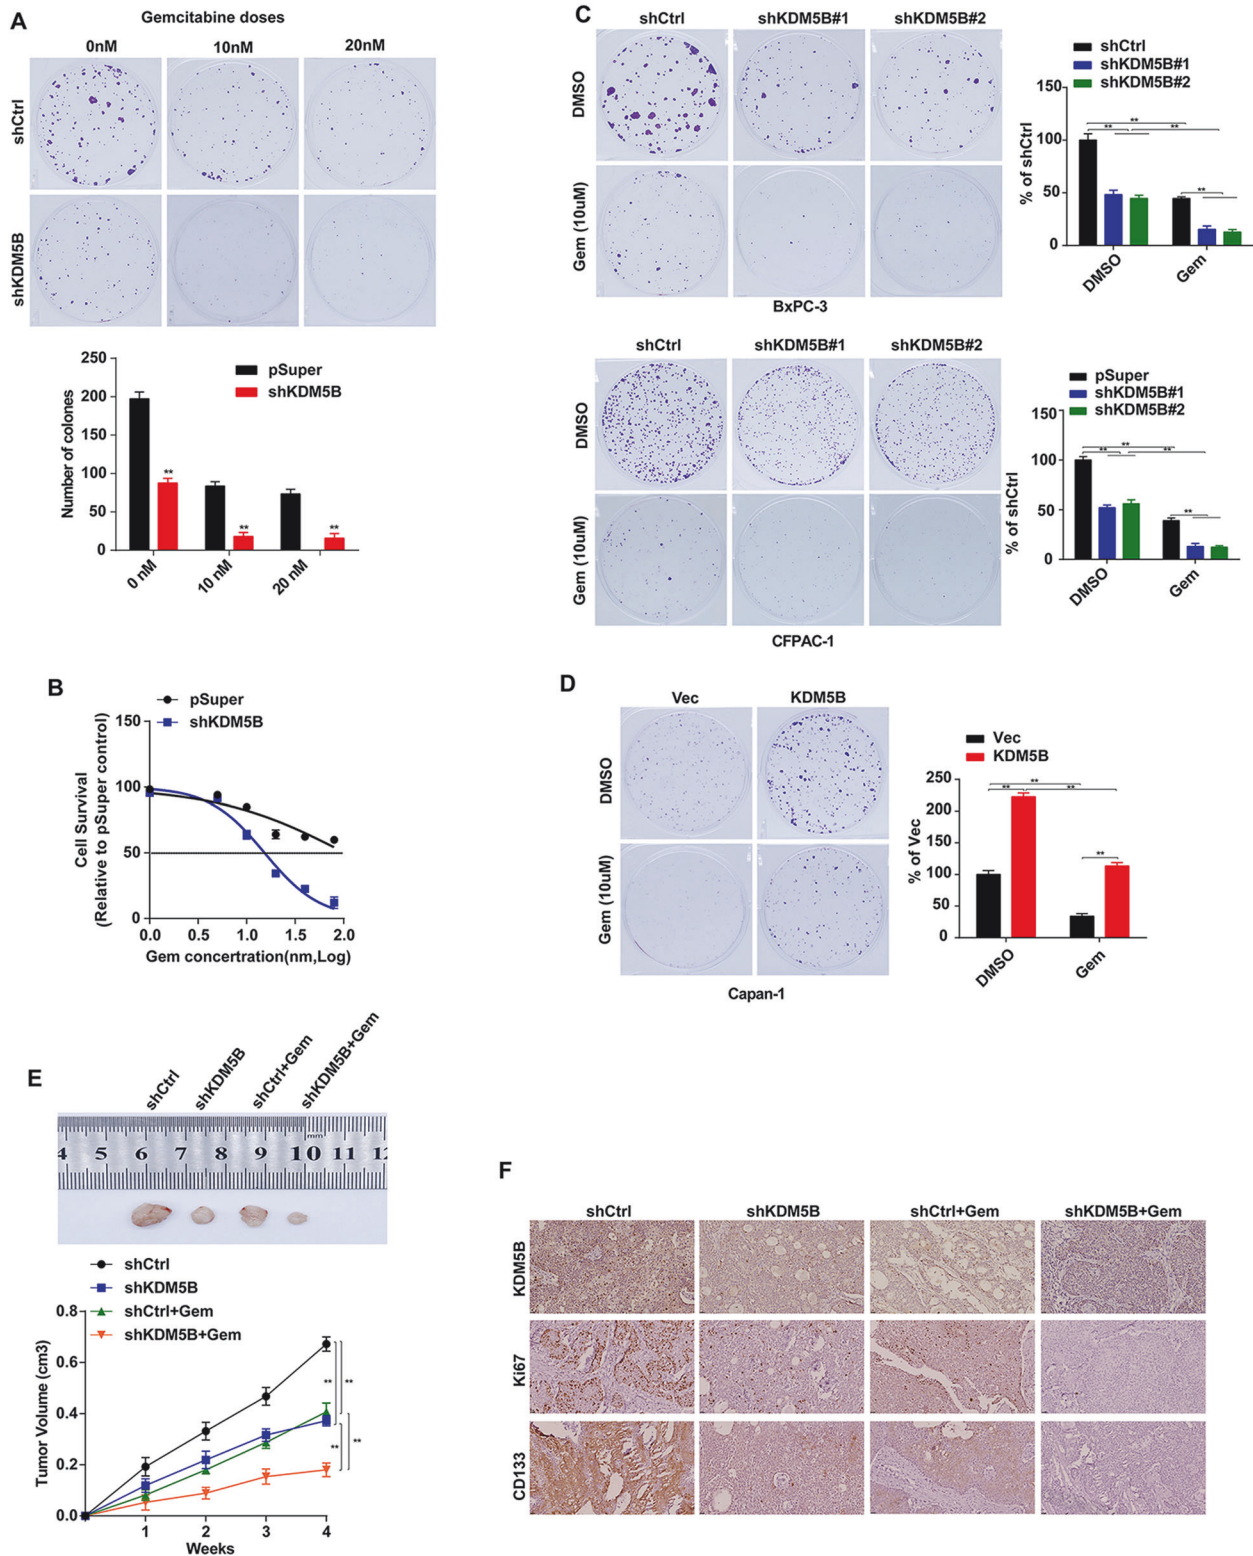 A
Gemcitabine doses
0nM 10nM 20nM
shCtrl
shKDM5B
250
200
150
100
50
0
Number of colones
pSuper
shKDM5B
**
**
**
0 nM
10 nM
20 nM
B
pSuper
shKDM5B
150
100
50
0
Cell Survival
(Relative to pSuper control)
0.0 0.5 1.0 1.5 2.0
Gem concertration(nm,Log)
C
shCtrl shKDM5B#1 shKDM5B#2
DMSO
Gem (10uM)
BxPC-3
shCtrl
shKDM5B#1
shKDM5B#2
150
100
50
0
% of shCtrl
**
** **
**
DMSO
Gem
shCtrl shKDM5B#1 shKDM5B#2
DMSO
Gem (10uM)
CFPAC-1
pSuper
shKDM5B#1
shKDM5B#2
150
100
50
0
% of shCtrl
**
** **
**
DMSO
Gem
D
Vec KDM5B
DMSO
Gem (10uM)
Capan-1
Vec
KDM5B
250
200
150
100
50
0
% of Vec
**
** **
**
DMSO
Gem
E
shCtrl
shKDM5B
shCtrl+Gem
shKDM5B+Gem
mm
4 5 6 7 8 9 10 11 12
shCtrl
shKDM5B
shCtrl+Gem
shKDM5B+Gem
0.8
0.6
0.4
0.2
0.0
Tumor Volume (cm3)
** **
** **
1 2 3 4
Weeks
F
shCtrl shKDM5B shCtrl+Gem shKDM5B+Gem
KDM5B
Ki67
CD133